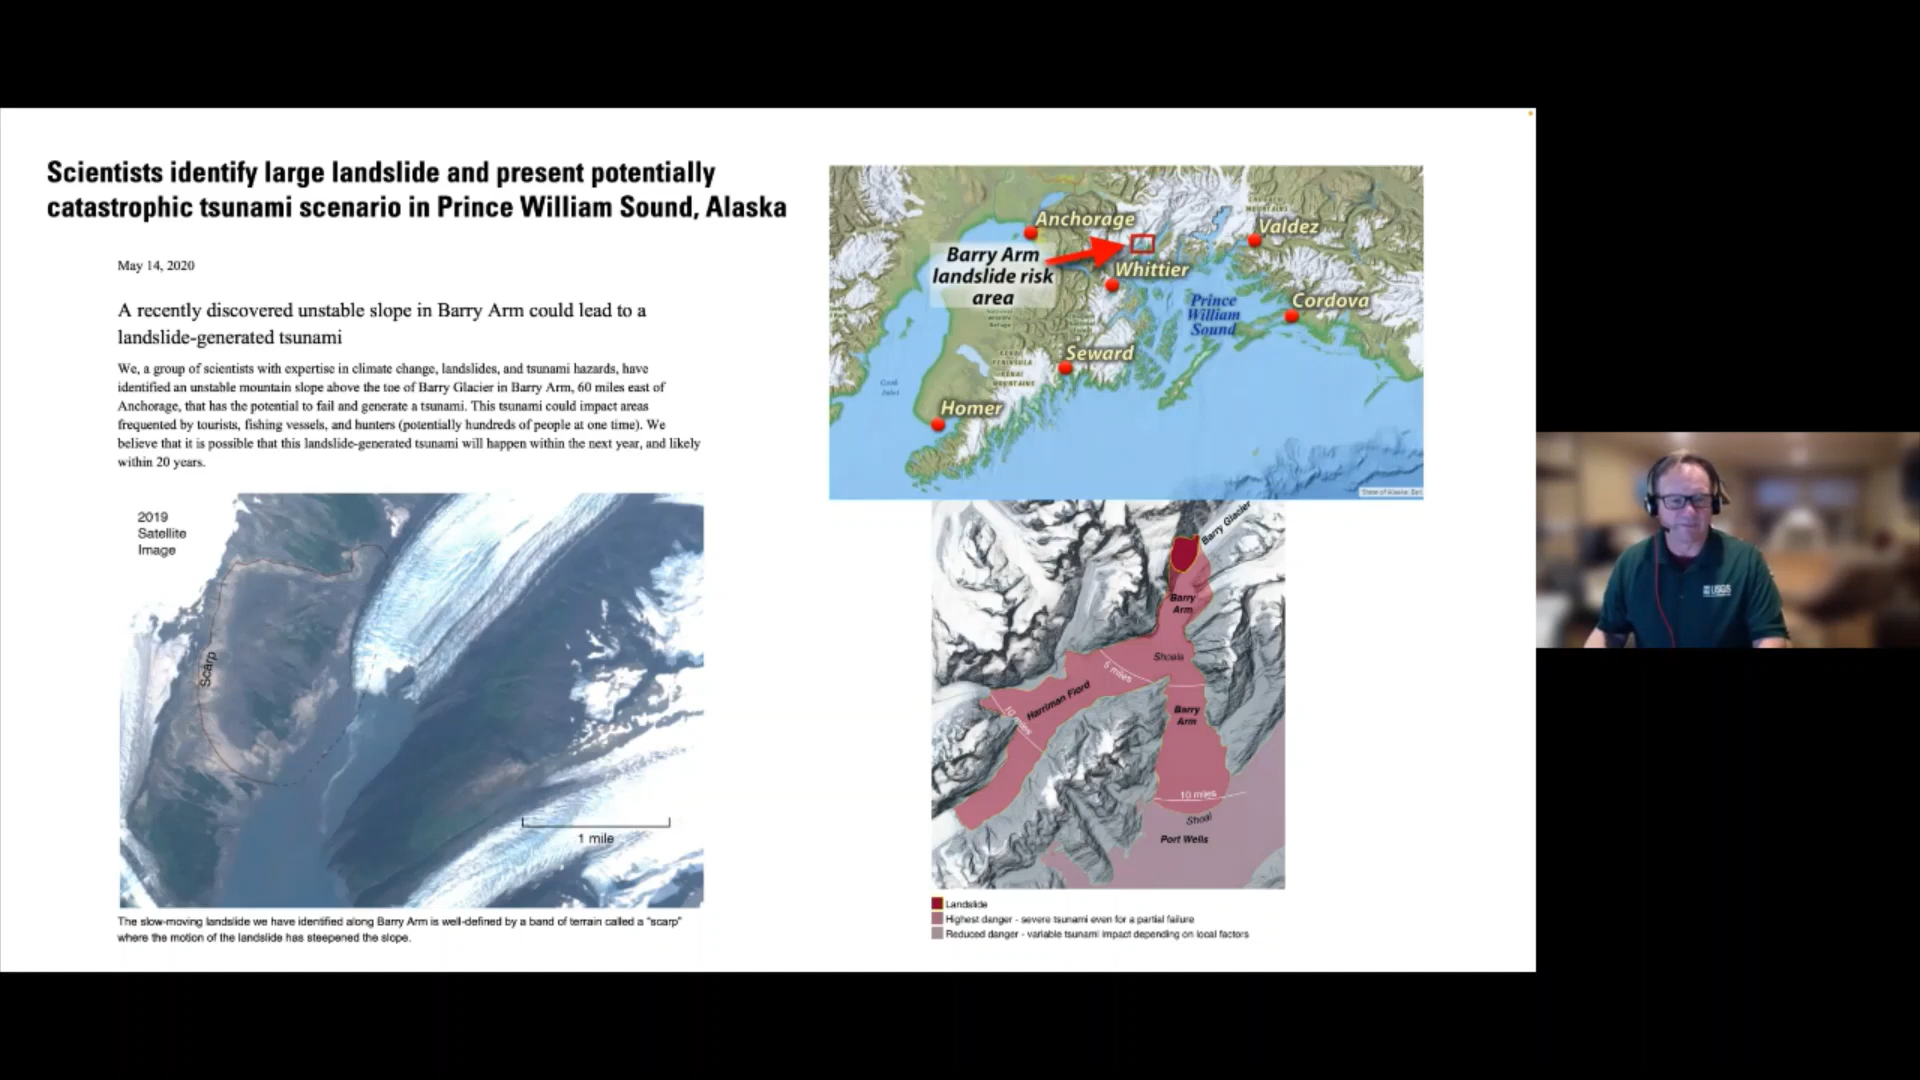 Scientists identify large landslide and present potentially
catastrophic tsunami scenario in Prince William Sound, Alaska
May 14, 2020
A recently discovered unstable slope in Barry Arm could lead to a
landslide-generated tsunami
We, a group of scientists with expertise in climate change, landslides, and tsunami hazards, have
identified an unstable mountain slope above the toe of Barry Glacier in Barry Arm, 60 miles east of
Anchorage, that has the potential to fail and generate a tsunami. This tsunami could impact areas
frequented by tourists, fishing vessels, and hunters (potentially hundreds of people at one time). We
believe that it is possible that this landslide-generated tsunami will happen within the next year, and likely
within 20 years.
2019
Satellite
Image
Scarp
1 mile
The slow-moving landslide we have identified along Barry Arm is well-defined by a band of terrain called a "scarp"
where the motion of the landslide has steepened the slope.
Anchorage
Valdez
Barry Arm
landslide risk
area
Whittier
Prince
William
Sound
Cordova
Seward
KENAI
PENINSULA
KENAI
MOUNTAINS
Cook
Inlet
Homer
Barry Glacier
Barry
Arm
Shoals
5 miles
Harriman Fiord
10 miles
Barry
Arm
10 miles
Shoal
Port Wells
Landslide
Highest danger - severe tsunami even for a partial failure
Reduced danger - variable tsunami impact depending on local factors
USGS